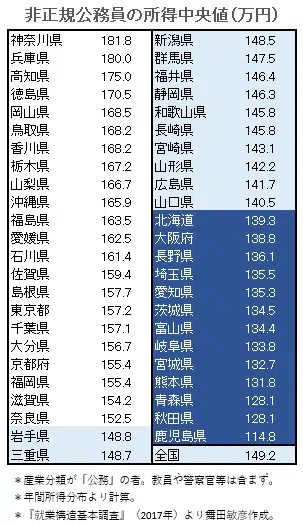 非正規公務員の所得中央値(万円)
神奈川県 181.8
兵庫県 180.0
高知県 175.0
徳島県 170.5
岡山県 168.5
鳥取県 168.2
香川県 168.2
栃木県 167.2
山梨県 166.7
沖縄県 165.9
福島県 163.5
愛媛県 162.5
石川県 161.4
佐賀県 159.4
島根県 157.7
東京都 157.2
千葉県 157.1
大分県 156.7
京都府 155.4
福岡県 155.4
滋賀県 154.2
奈良県 152.5
岩手県 148.8
三重県 148.7
新潟県 148.5
群馬県 147.5
福井県 146.4
静岡県 146.3
和歌山県 145.8
長崎県 145.8
宮崎県 143.1
山形県 142.2
広島県 141.7
山口県 140.5
北海道 139.3
大阪府 138.8
長野県 136.1
埼玉県 135.5
愛知県 135.3
茨城県 134.5
富山県 134.4
岐阜県 133.8
宮城県 132.7
熊本県 131.8
青森県 128.1
秋田県 128.1
鹿児島県 114.8
全国 149.2
*産業分類が「公務」の者。教員や警察官等は含まず。
*年間所得分布より計算。
*『就業構造基本調査』(2017年)より舞田敏彦作成。